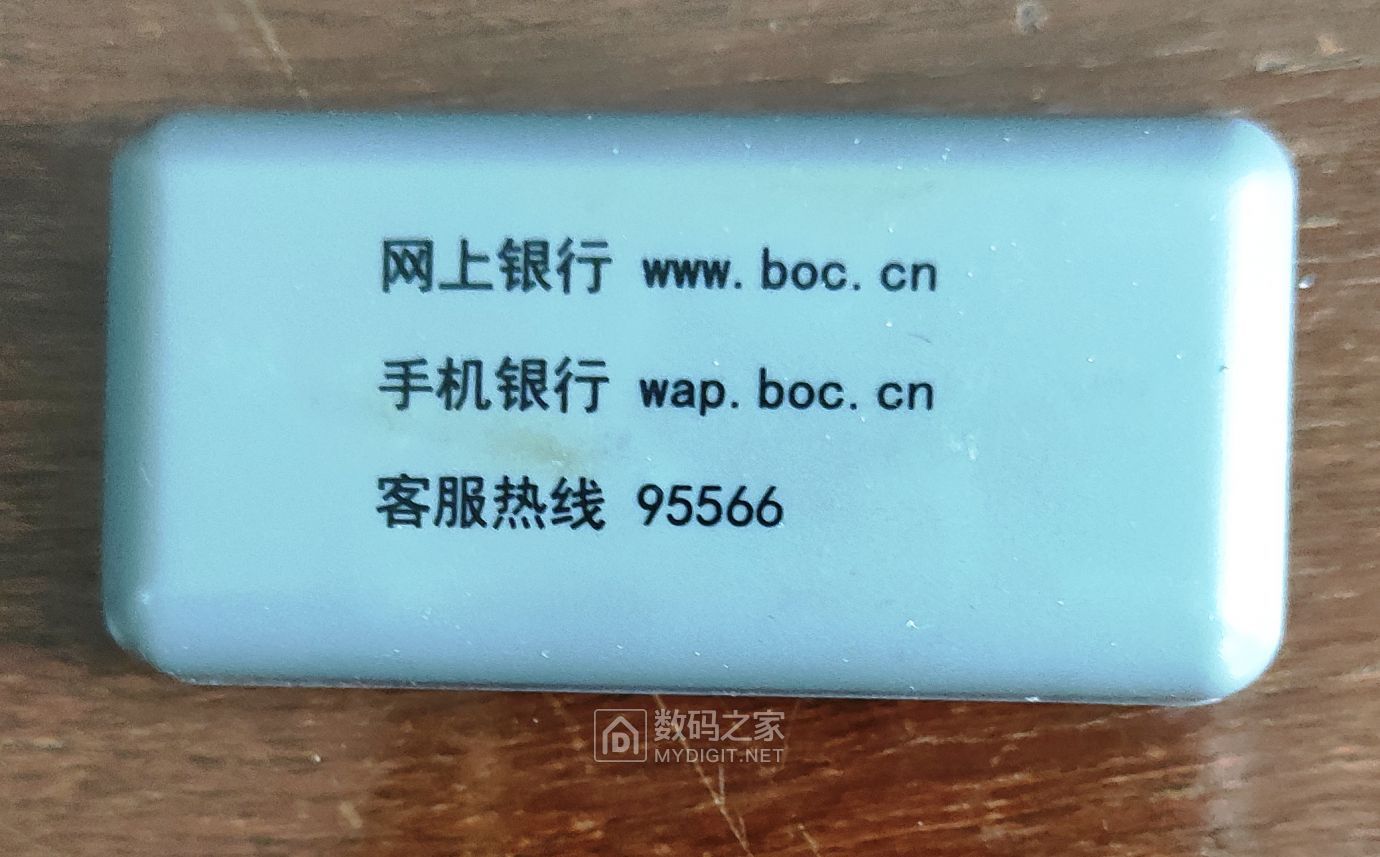 网上银行 www.boc.cn
手机银行 wap.boc.cn
客服热线 95566
数码之家
MYDIGIT.NET